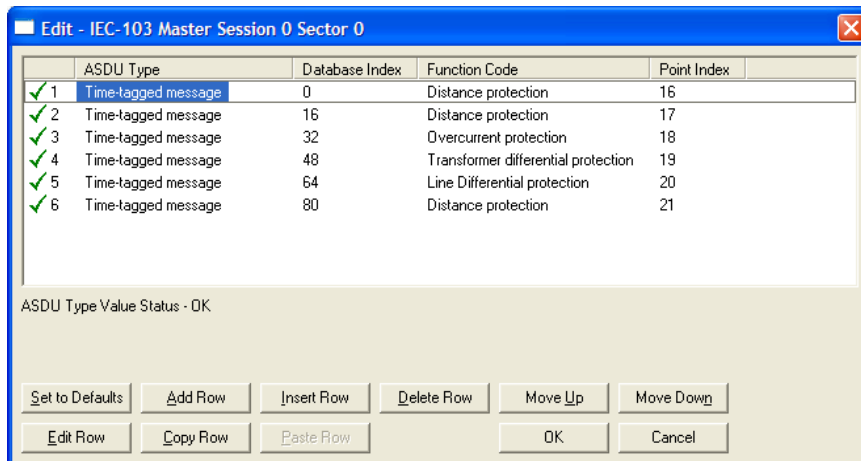 Edit - IEC-103 Master Session 0 Sector 0
ASDU Type Database Index Function Code Point Index
1 Time-tagged message 0 Distance protection 16
2 Time-tagged message 16 Distance protection 17
3 Time-tagged message 32 Overcurrent protection 18
4 Time-tagged message 48 Transformer differential protection 19
5 Time-tagged message 64 Line Differential protection 20
6 Time-tagged message 80 Distance protection 21
ASDU Type Value Status - OK
Set to Defaults Add Row Insert Row Delete Row Move Up Move Down
Edit Row Copy Row Paste Row OK Cancel